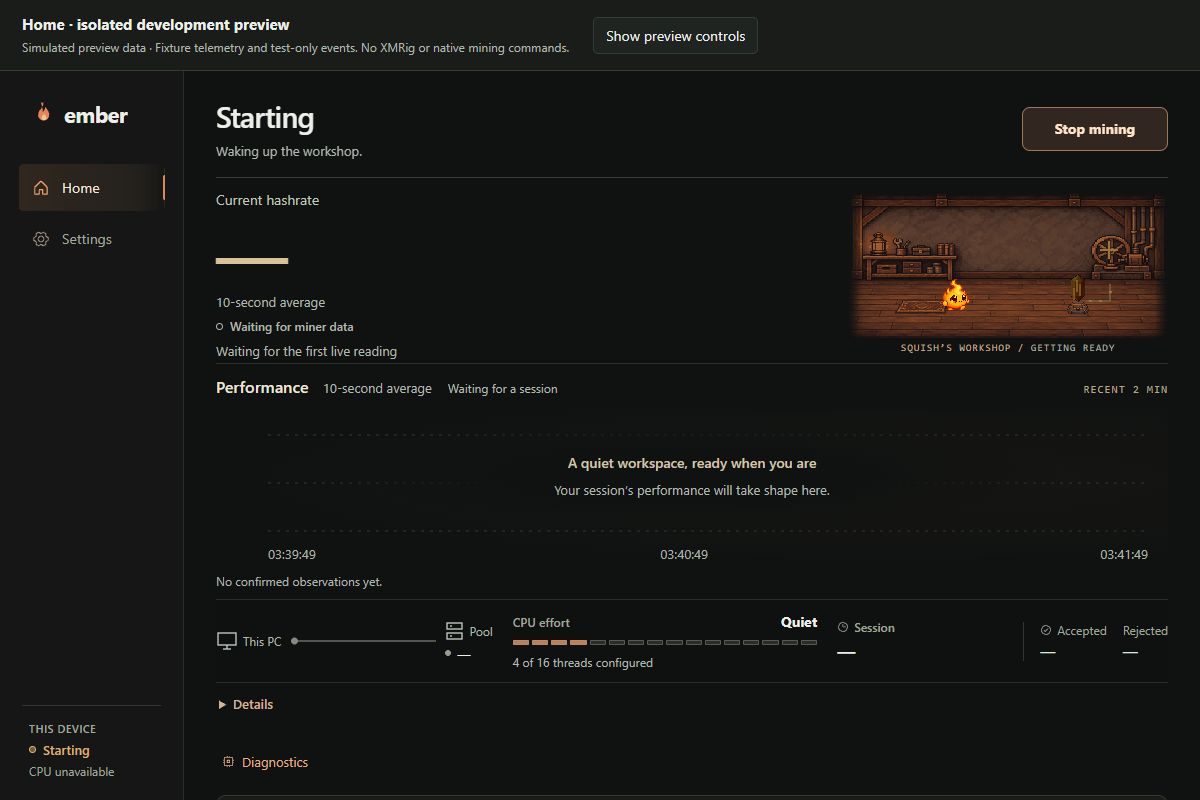 Home · isolated development preview
Simulated preview data · Fixture telemetry and test-only events. No XMRig or native mining commands.
Show preview controls
ember
Home
Settings
THIS DEVICE
Starting
CPU unavailable
Starting
Waking up the workshop.
Stop mining
Current hashrate
—
10-second average
Waiting for miner data
Waiting for the first live reading
SQUISH’S WORKSHOP / GETTING READY
Performance 10-second average Waiting for a session
RECENT 2 MIN
A quiet workspace, ready when you are
Your session’s performance will take shape here.
03:39:49 03:40:49 03:41:49
No confirmed observations yet.
This PC
Pool
—
CPU effort Quiet
4 of 16 threads configured
Session
—
Accepted
—
Rejected
—
Details
Diagnostics